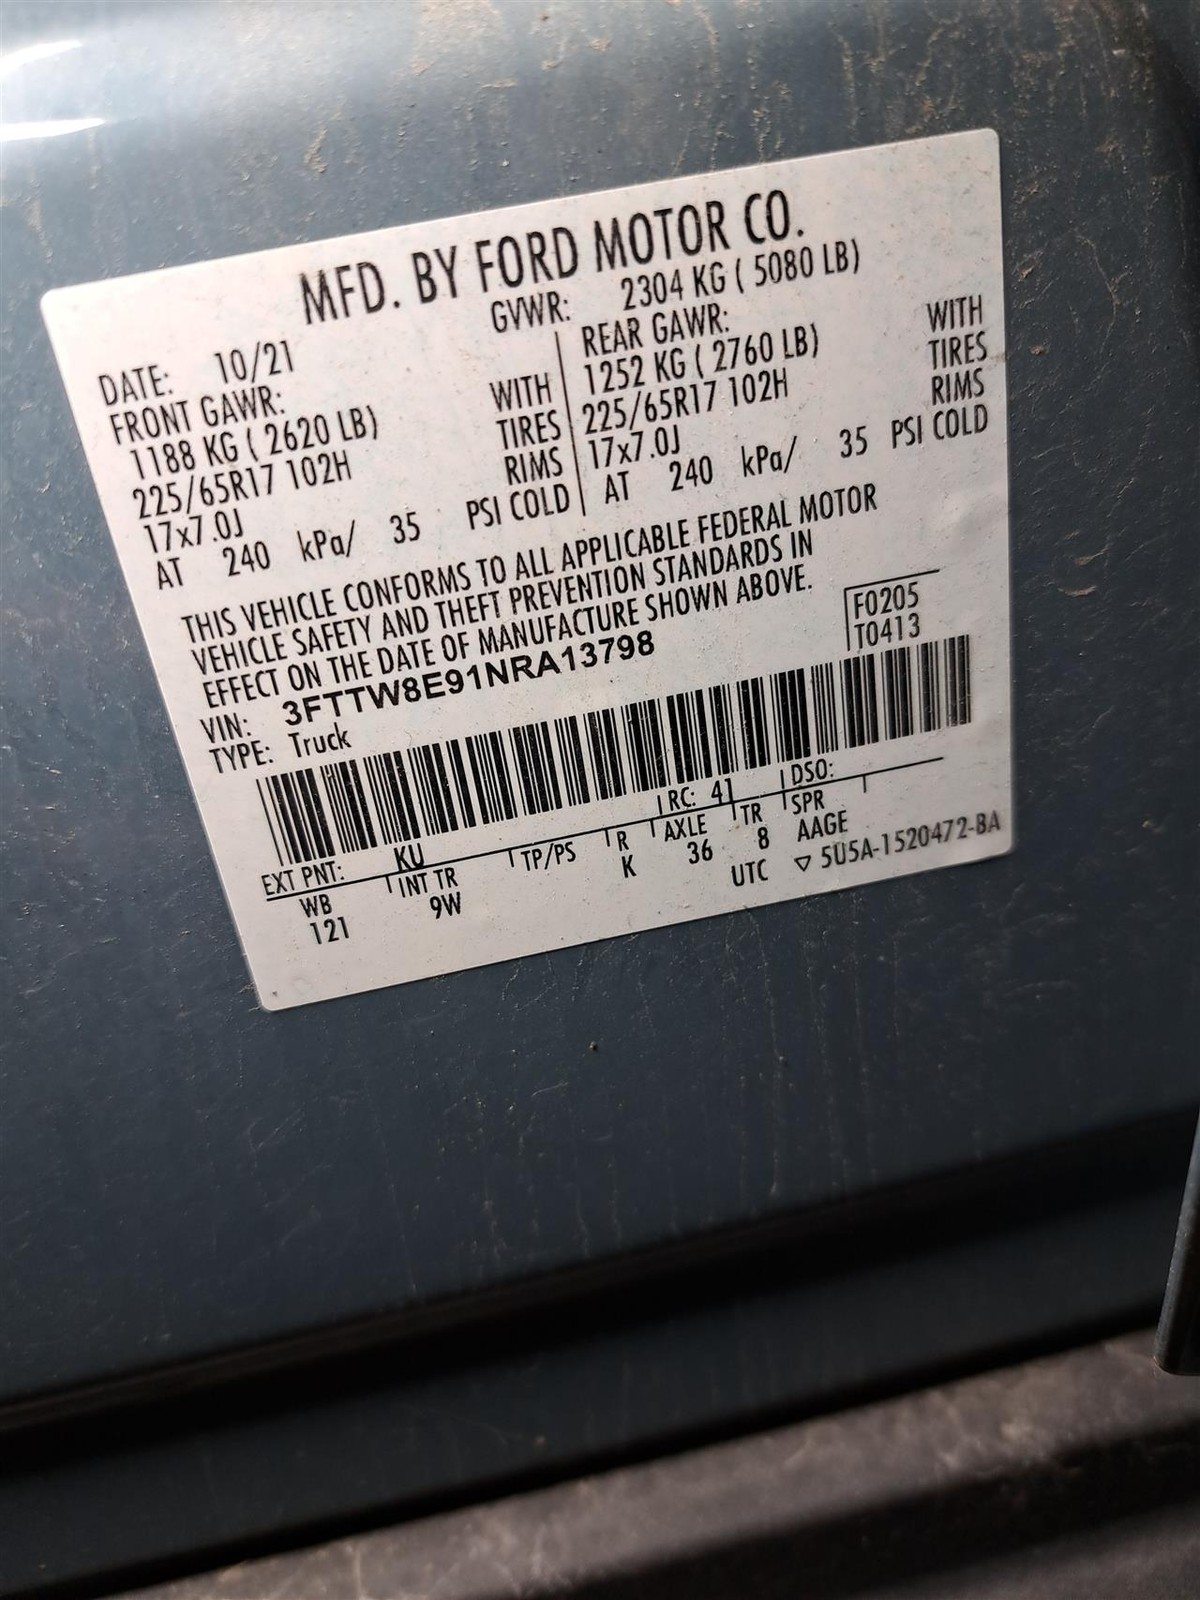 MFD. BY FORD MOTOR CO.
DATE: 10/21 GVWR: 2304 KG ( 5080 LB)
FRONT GAWR: REAR GAWR:
1188 KG ( 2620 LB) WITH 1252 KG ( 2760 LB) WITH
225/65R17 102H TIRES 225/65R17 102H TIRES
17x7.0J RIMS 17x7.0J RIMS
AT 240 kPa/ 35 PSI COLD AT 240 kPa/ 35 PSI COLD
THIS VEHICLE CONFORMS TO ALL APPLICABLE FEDERAL MOTOR
VEHICLE SAFETY AND THEFT PREVENTION STANDARDS IN
EFFECT ON THE DATE OF MANUFACTURE SHOWN ABOVE.
VIN: 3FTTW8E91NRA13798 F0205
TYPE: Truck T0413
EXT PNT: KU RC: 41 DSO:
WB INT TR TP/PS R AXLE TR SPR
121 9W K 36 8 AAGE
UTC ▽ 5U5A-1520472-BA